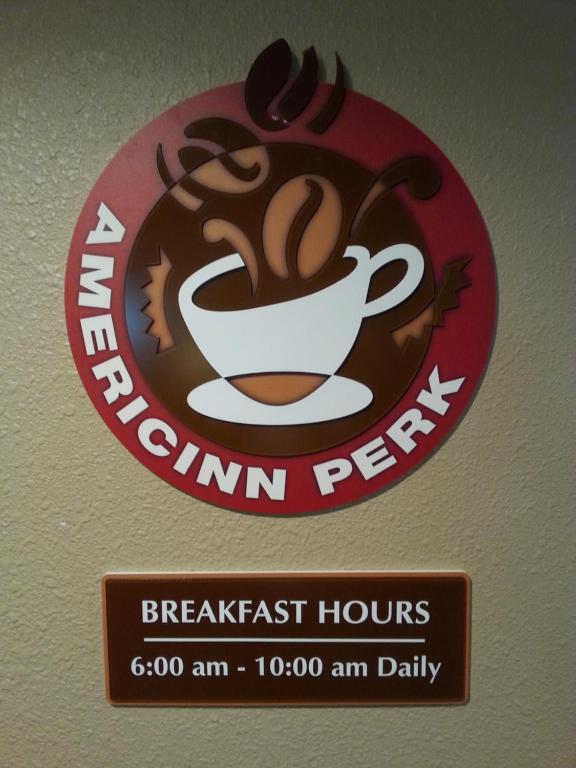 AMERICINN PERK
BREAKFAST HOURS
6:00 am - 10:00 am Daily